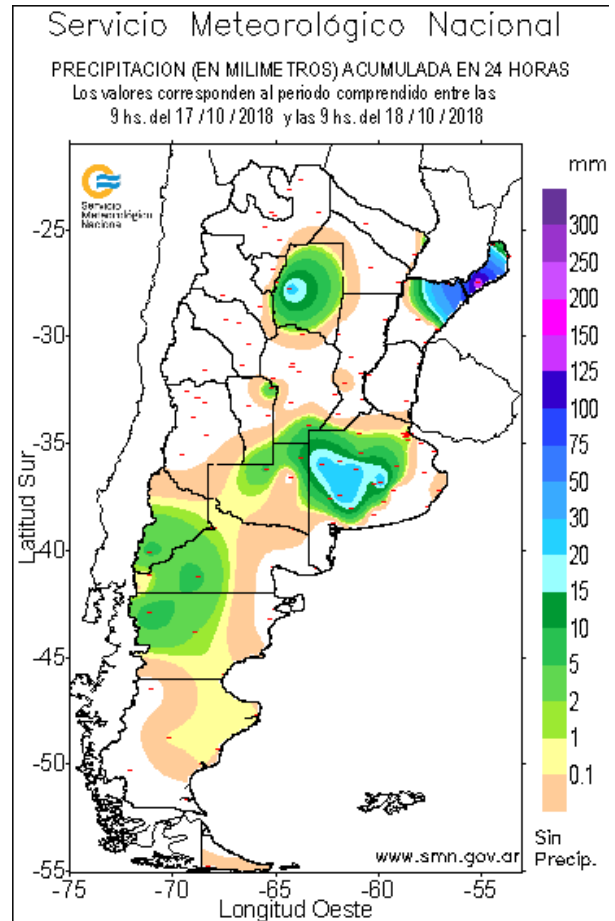 Servicio Meteorológico Nacional
PRECIPITACION (EN MILIMETROS) ACUMULADA EN 24 HORAS
Los valores corresponden al periodo comprendido entre las
9 hs. del 17 /10 / 2018 y las 9 hs. del 18 / 10 / 2018
Servicio
Meteorológico
Nacional
mm
300
250
200
150
100
75
50
30
20
15
10
5
2
1
0.1
Sin
Precip.
-25
-30
-35
-40
-45
-50
-55
Latitud Sur
www.smn.gov.ar
-75
-70
-65
-60
-55
Longitud Oeste